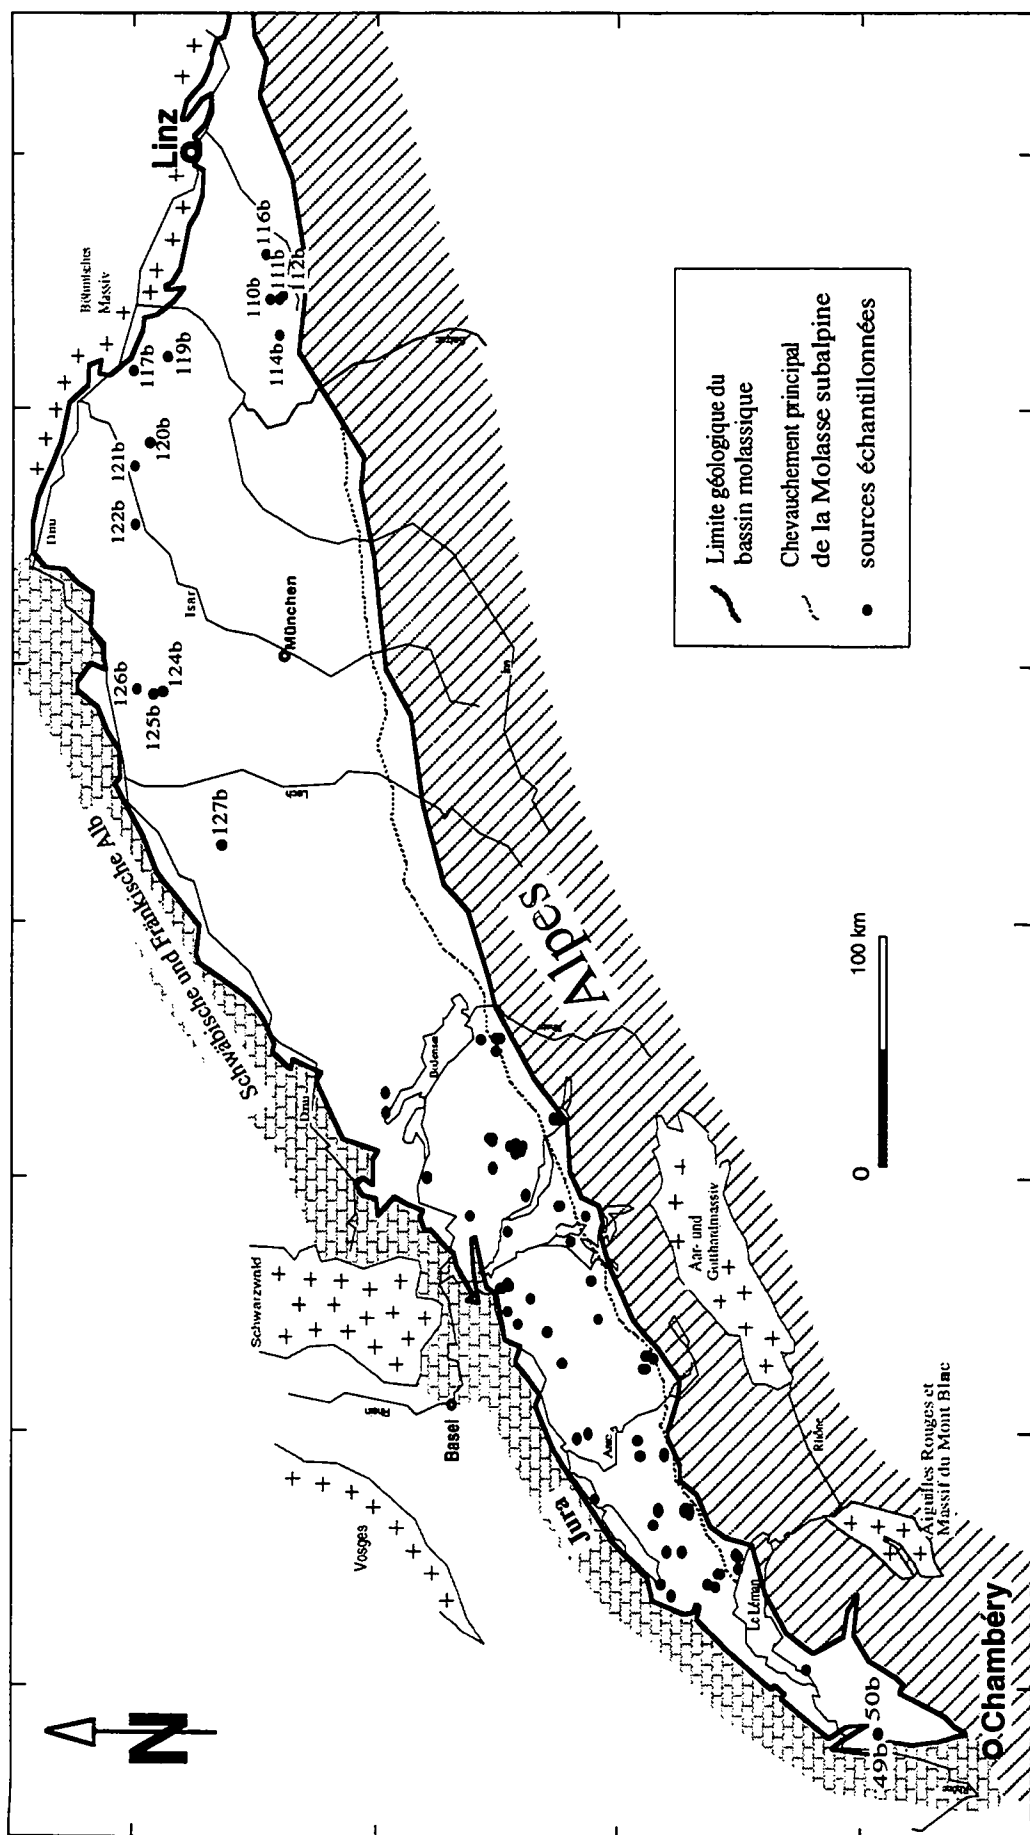 Linz
Böhmisches
Massiv
116b
110b
111b
112b
114b
117b
119b
120b
121b
122b
Donau
Isar
München
126b
125b
124b
127b
Inn
Schwäbische und Fränkische Alb
Alpes
Bodensee
Schwarzwald
Basel
Vosges
Jura
Aare
Aar- und
Gotthardmassiv
Rhône
Aiguilles Rouges et
Massif du Mont Blanc
Le Léman
50b
49b
Chambéry
N
0
100 km
Limite géologique du
bassin molassique
Chevauchement principal
de la Molasse subalpine
sources échantillonnées